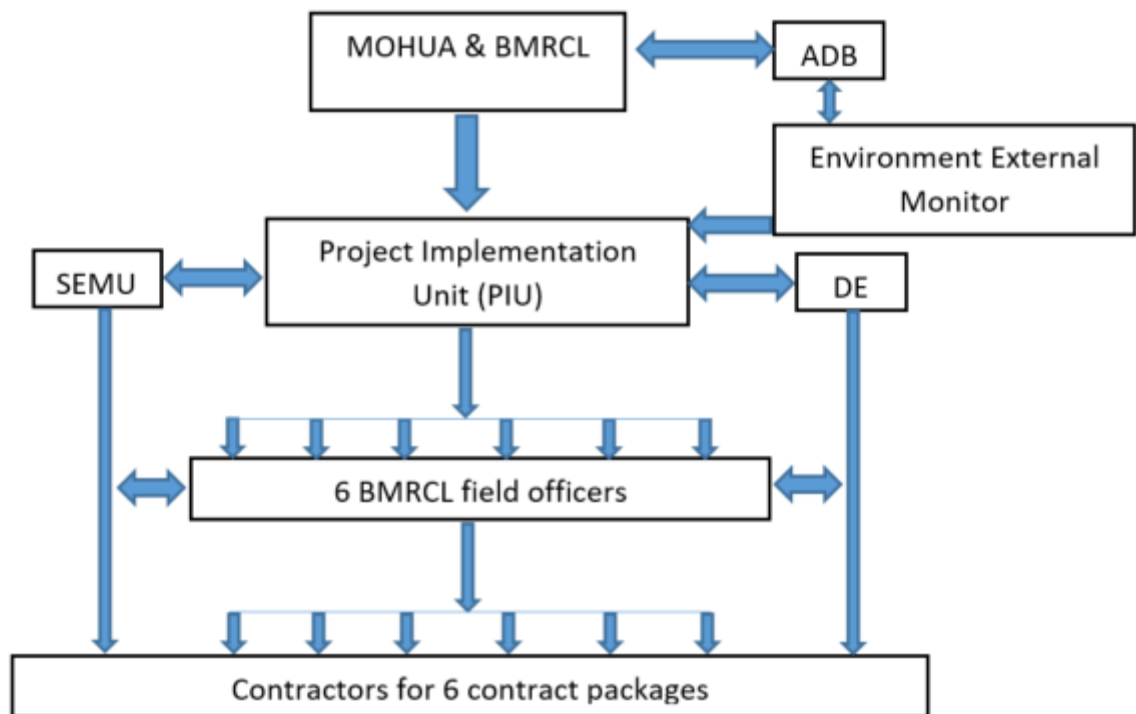 MOHUA & BMRCL
ADB
Environment External
Monitor
Project Implementation
Unit (PIU)
SEMU
DE
6 BMRCL field officers
Contractors for 6 contract packages